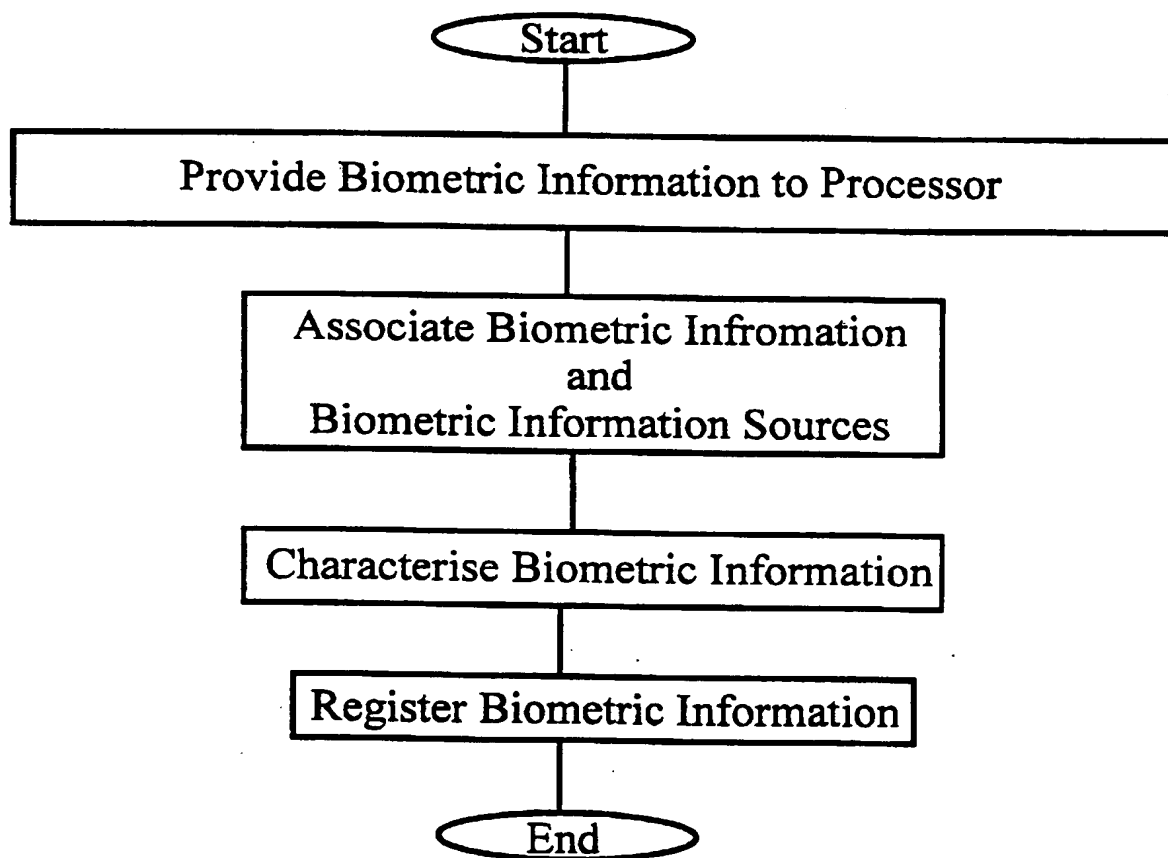 Start
Provide Biometric Information to Processor
Associate Biometric Infromation
and
Biometric Information Sources
Characterise Biometric Information
Register Biometric Information
End